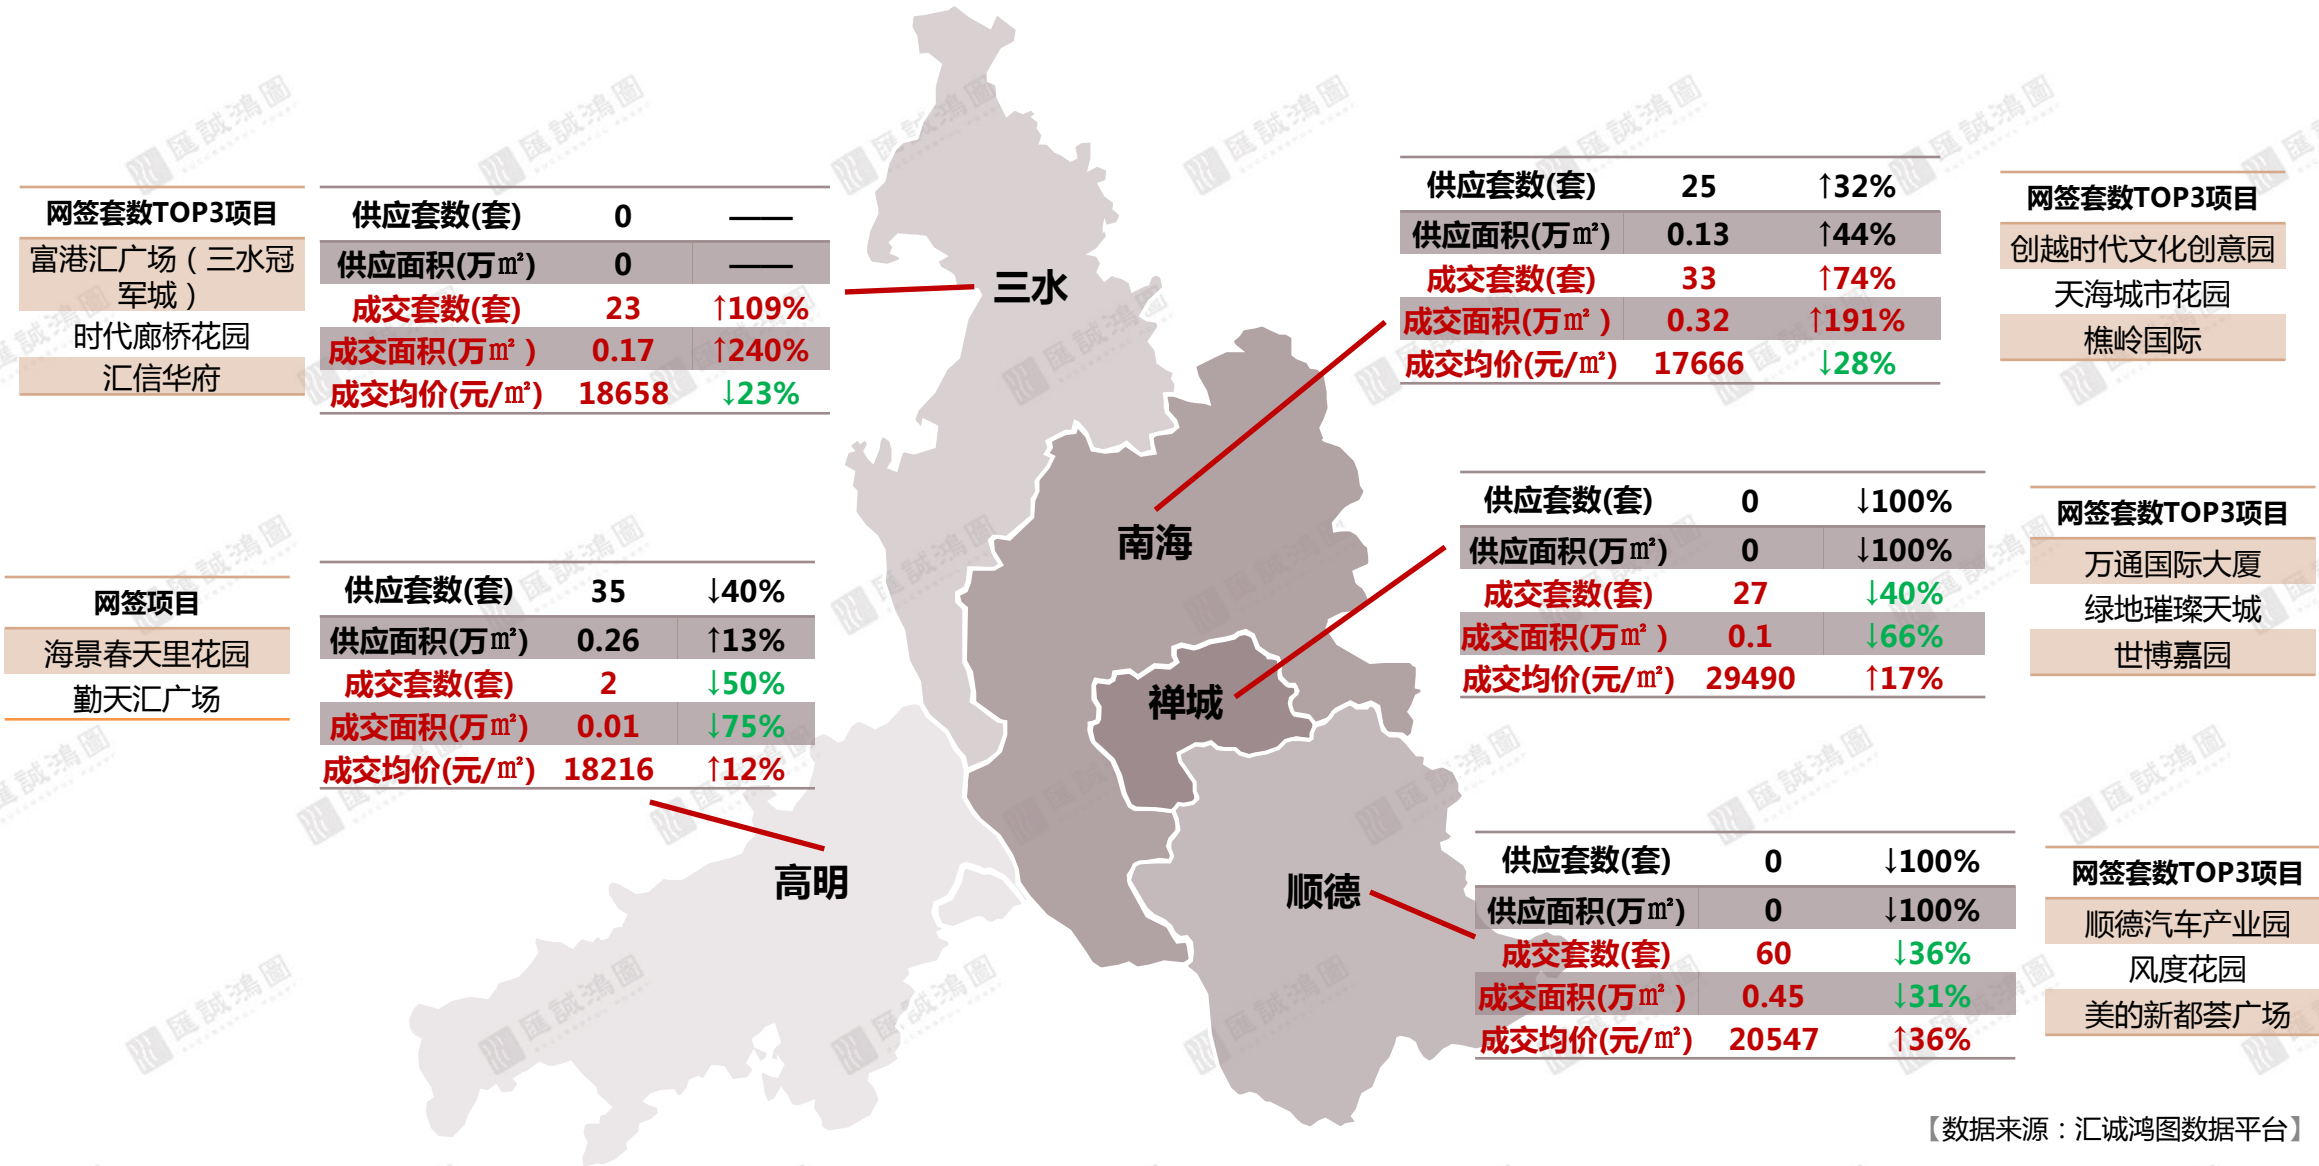 网签套数TOP3项目
富港汇广场（三水冠
军城）
时代廊桥花园
汇信华府
供应套数(套) 0 ——
供应面积(万㎡) 0 ——
成交套数(套) 23 ↑109%
成交面积(万㎡ ) 0.17 ↑240%
成交均价(元/㎡) 18658 ↓23%
三水
供应套数(套) 25 ↑32%
供应面积(万㎡) 0.13 ↑44%
成交套数(套) 33 ↑74%
成交面积(万㎡ ) 0.32 ↑191%
成交均价(元/㎡) 17666 ↓28%
网签套数TOP3项目
创越时代文化创意园
天海城市花园
樵岭国际
南海
供应套数(套) 0 ↓100%
供应面积(万㎡) 0 ↓100%
成交套数(套) 27 ↓40%
成交面积(万㎡ ) 0.1 ↓66%
成交均价(元/㎡) 29490 ↑17%
网签套数TOP3项目
万通国际大厦
绿地璀璨天城
世博嘉园
禅城
网签项目
海景春天里花园
勤天汇广场
供应套数(套) 35 ↓40%
供应面积(万㎡) 0.26 ↑13%
成交套数(套) 2 ↓50%
成交面积(万㎡) 0.01 ↓75%
成交均价(元/㎡) 18216 ↑12%
高明
顺德
供应套数(套) 0 ↓100%
供应面积(万㎡) 0 ↓100%
成交套数(套) 60 ↓36%
成交面积(万㎡ ) 0.45 ↓31%
成交均价(元/㎡) 20547 ↑36%
网签套数TOP3项目
顺德汽车产业园
风度花园
美的新都荟广场
【数据来源：汇诚鸿图数据平台】
匯誠鴻圖